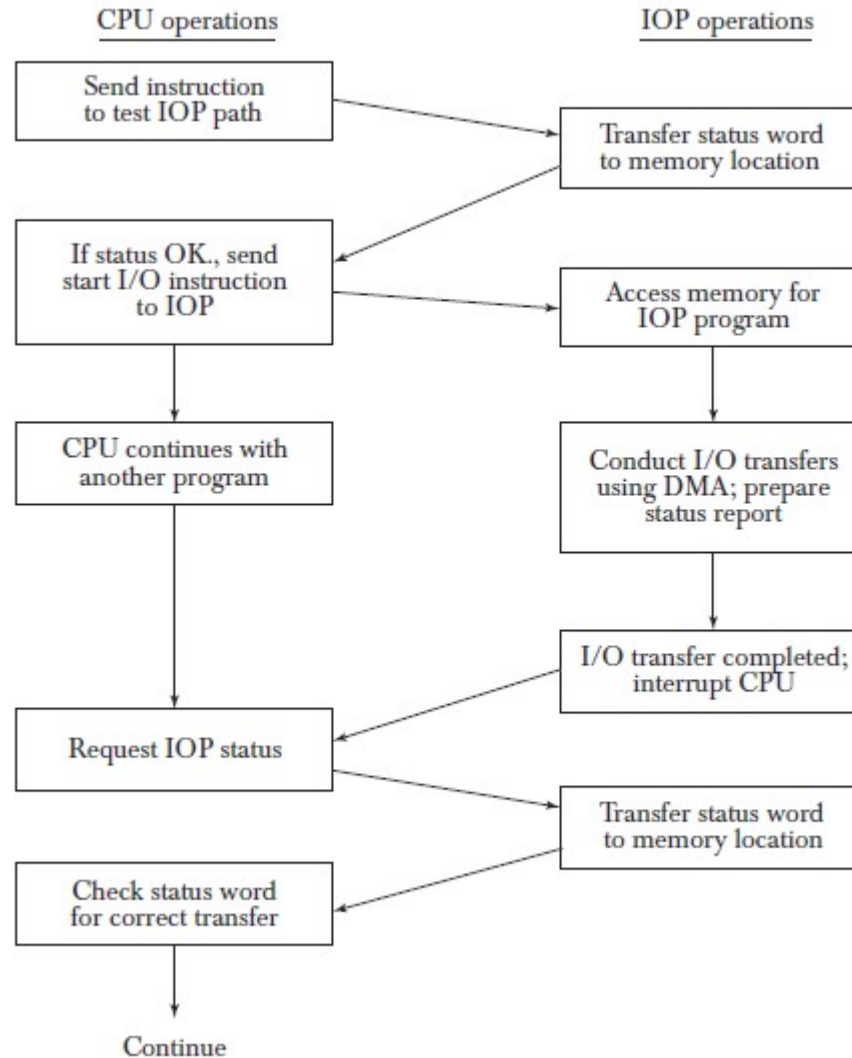 CPU operations
IOP operations
Send instruction
to test IOP path
Transfer status word
to memory location
If status OK., send
start I/O instruction
to IOP
Access memory for
IOP program
CPU continues with
another program
Conduct I/O transfers
using DMA; prepare
status report
I/O transfer completed;
interrupt CPU
Request IOP status
Transfer status word
to memory location
Check status word
for correct transfer
Continue